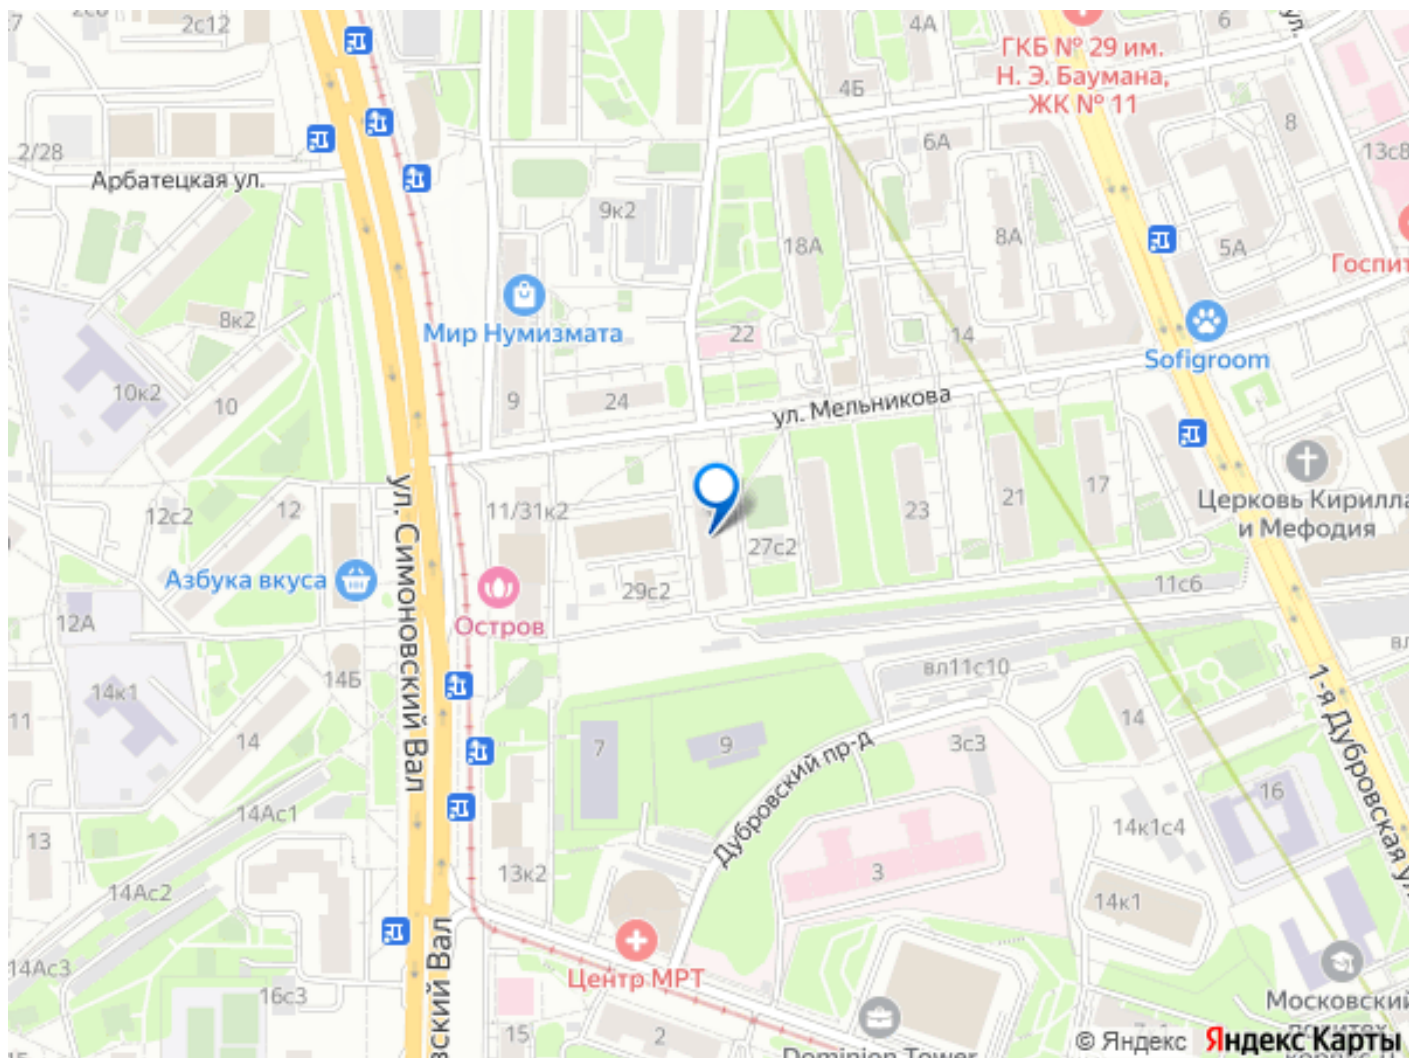 2с12
4А
6
ГКБ № 29 им.
Н. Э. Баумана,
ЖК № 11
4Б
2/28
6А
8
13с8
Арбатецкая ул.
9к2
18А
8А
5А
Госпит
8к2
Мир Нумизмата
22
14
Sofigroom
10к2
10
9
24
ул. Мельникова
ул. Симоновский Вал
12с2
12
11/31к2
23
21
17
Церковь Кирилла
и Мефодия
27с2
Азбука вкуса
29с2
11с6
12А
Остров
14Б
14к1
вл11с10
11
14
7
9
3с3
14
1-я Дубровская ул.
Дубровский пр-д
16
14Ас1
13
14к1с4
13к2
3
14Ас2
14к1
14Ас3
16с3
Центр МРТ
15
2
Московский
политех
Dominion Tower
© Яндекс Яндекс Карты